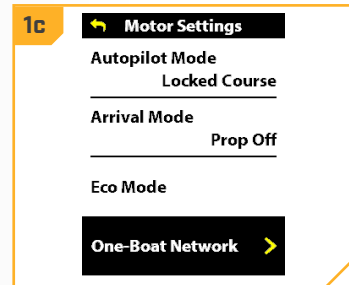 1c
Motor Settings
Autopilot Mode
Locked Course
Arrival Mode
Prop Off
Eco Mode
One-Boat Network